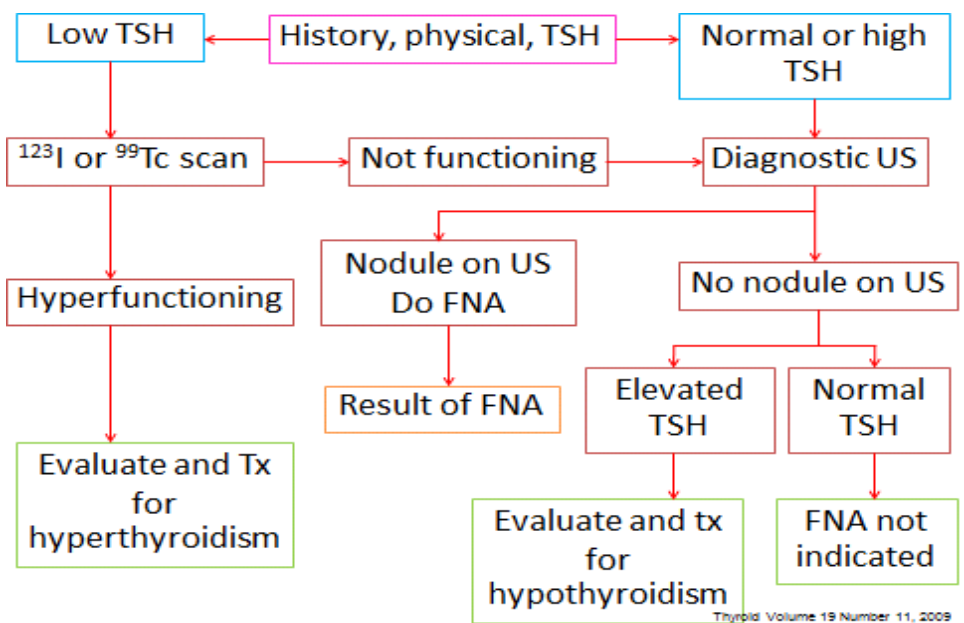 Low TSH
History, physical, TSH
Normal or high
TSH
¹²³I or ⁹⁹Tc scan
Not functioning
Diagnostic US
Nodule on US
Do FNA
No nodule on US
Hyperfunctioning
Result of FNA
Elevated
TSH
Normal
TSH
Evaluate and Tx
for
hyperthyroidism
Evaluate and tx
for
hypothyroidism
FNA not
indicated
Thyroid Volume 19 Number 11, 2009